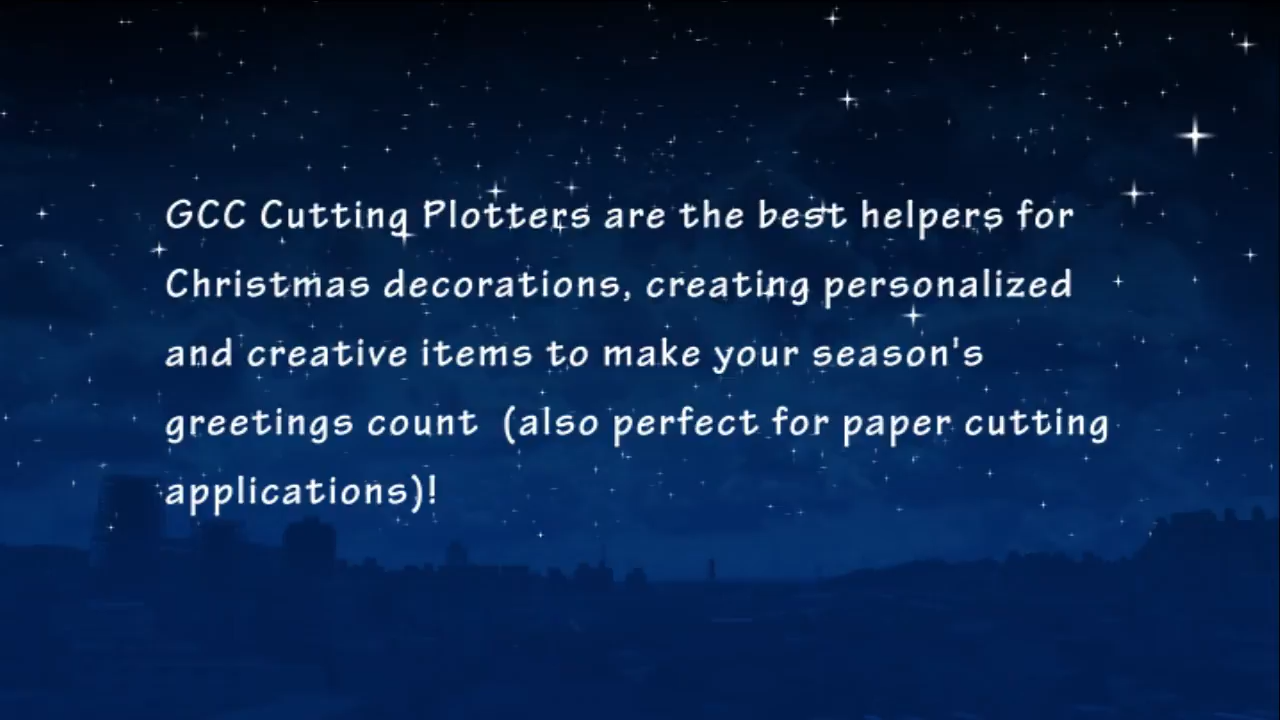 GCC Cutting Plotters are the best helpers for
Christmas decorations, creating personalized
and creative items to make your season's
greetings count  (also perfect for paper cutting
applications)!